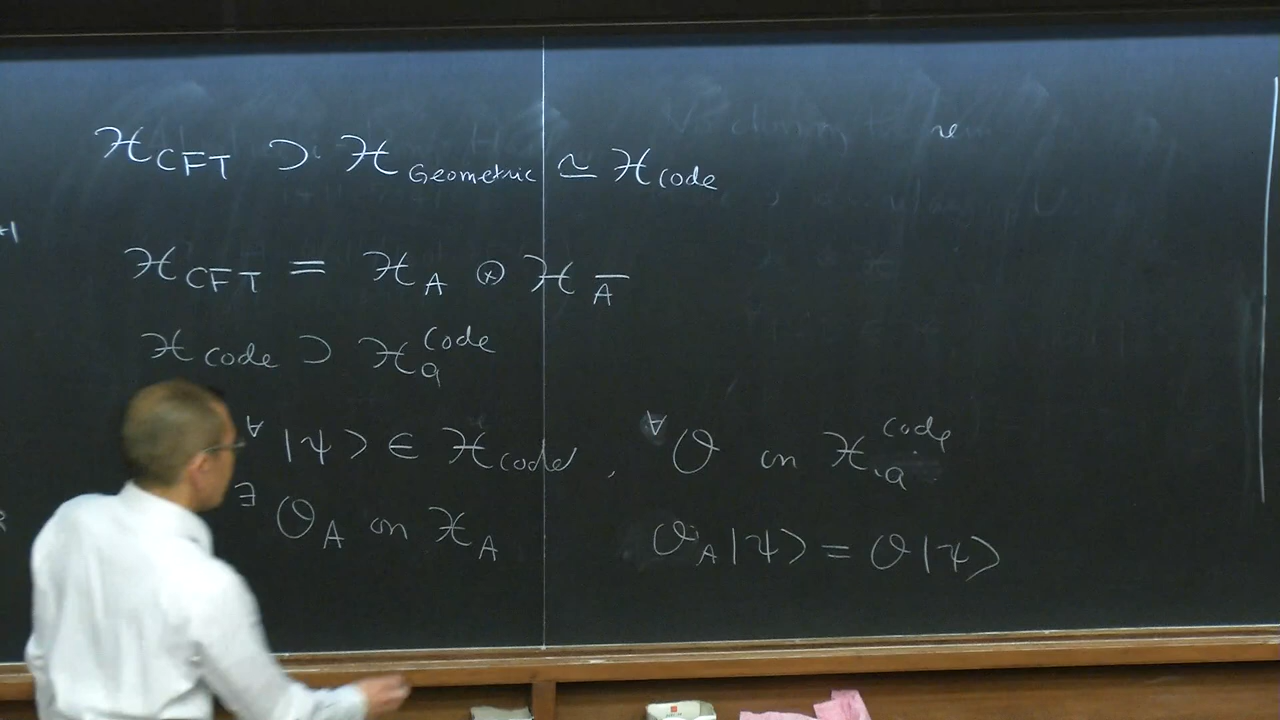 ℋ_CFT ⊃ ℋ_Geometric ≃ ℋ_code
ℋ_CFT = ℋ_A ⊗ ℋ_Ā
ℋ_code ⊃ ℋ_a^code
∀ |ψ> ∈ ℋ_code , ∀ O on ℋ_a^code
∃ O_A on ℋ_A O_A |ψ> = O |ψ>